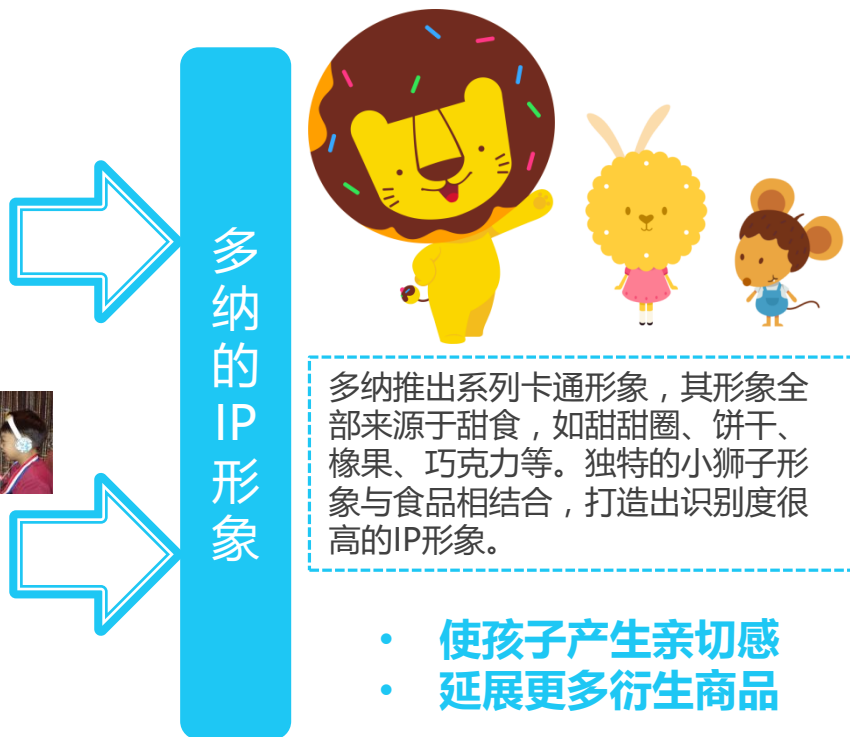 多纳的IP形象
多纳推出系列卡通形象，其形象全
部来源于甜食，如甜甜圈、饼干、
橡果、巧克力等。独特的小狮子形
象与食品相结合，打造出识别度很
高的IP形象。
• 使孩子产生亲切感
• 延展更多衍生商品